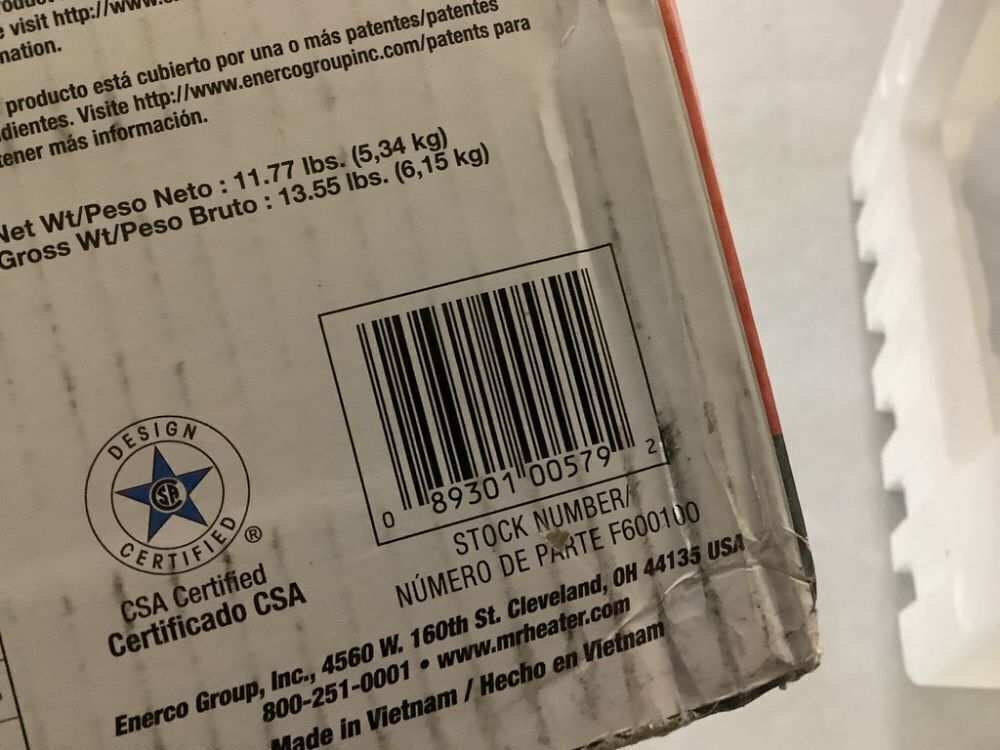 e visit http://www.
mation.
producto está cubierto por una o más patentes/patentes
dientes. Visite http://www.enercogroupinc.com/patents para
tener más información.
Net Wt/Peso Neto : 11.77 lbs. (5,34 kg)
Gross Wt/Peso Bruto : 13.55 lbs. (6,15 kg)
0 89301 00579 2
STOCK NUMBER/
NÚMERO DE PARTE F600100
DESIGN
CSA
CERTIFIED ®
CSA Certified
Certificado CSA
Enerco Group, Inc., 4560 W. 160th St. Cleveland, OH 44135 USA
800-251-0001 • www.mrheater.com
Made in Vietnam / Hecho en Vietnam